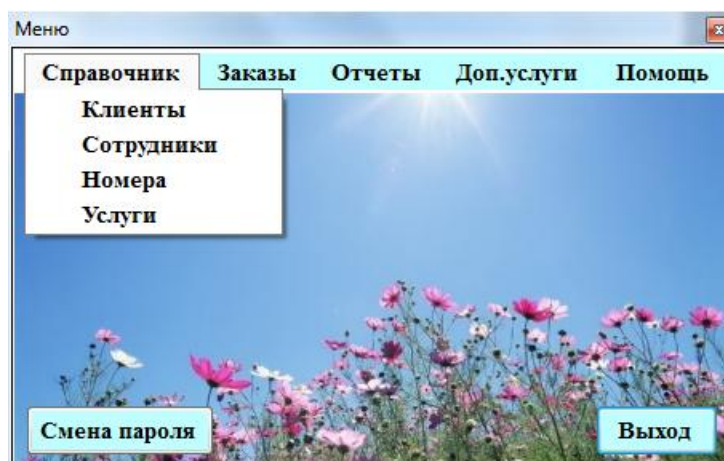 Меню
Справочник Заказы Отчеты Доп.услуги Помощь
Клиенты
Сотрудники
Номера
Услуги
Смена пароля Выход